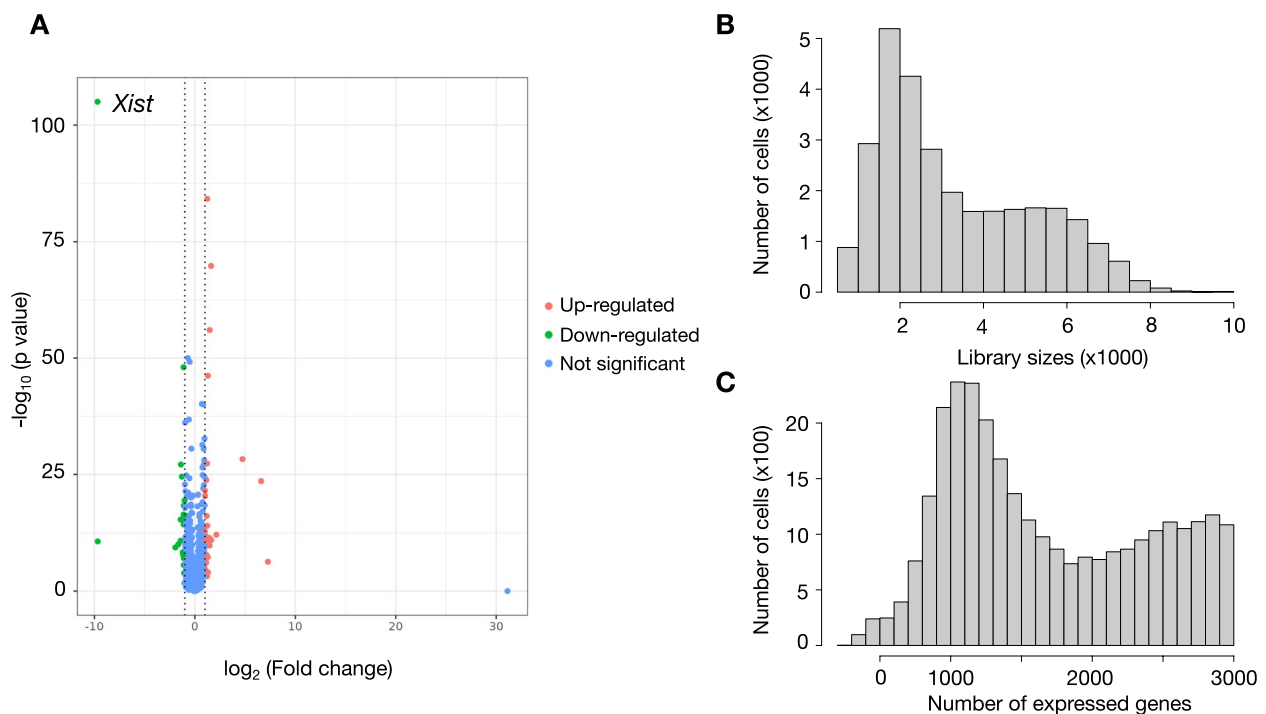 A
Xist
100
75
50
25
0
-log10 (p value)
-10
0
10
20
30
log2 (Fold change)
Up-regulated
Down-regulated
Not significant
B
5
4
3
2
1
0
Number of cells (x1000)
2
4
6
8
10
Library sizes (x1000)
C
20
15
10
5
0
Number of cells (x100)
0
1000
2000
3000
Number of expressed genes